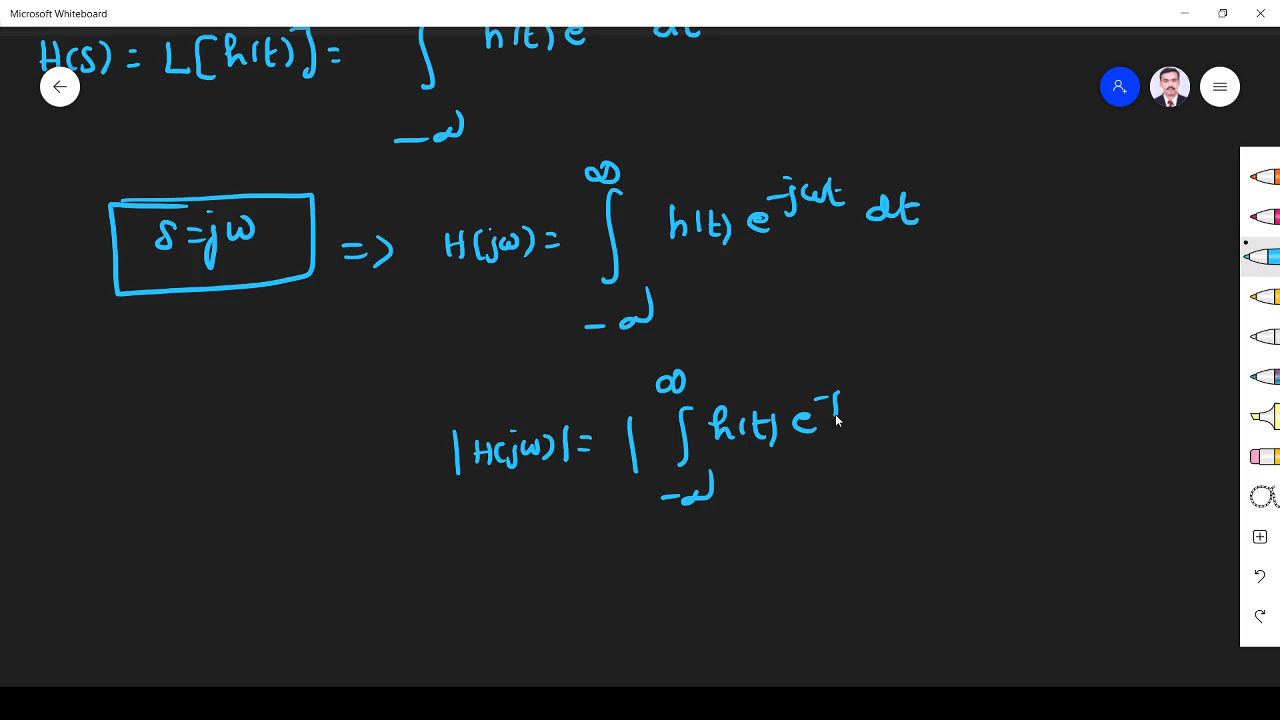 Microsoft Whiteboard
H(s) = L[h(t)] = ∫_{-∞} h(t) e dt
s = jω => H(jω) = ∫_{-∞}^{∞} h(t) e^{-jωt} dt
|H(jω)| = | ∫_{-∞}^{∞} h(t) e^{-